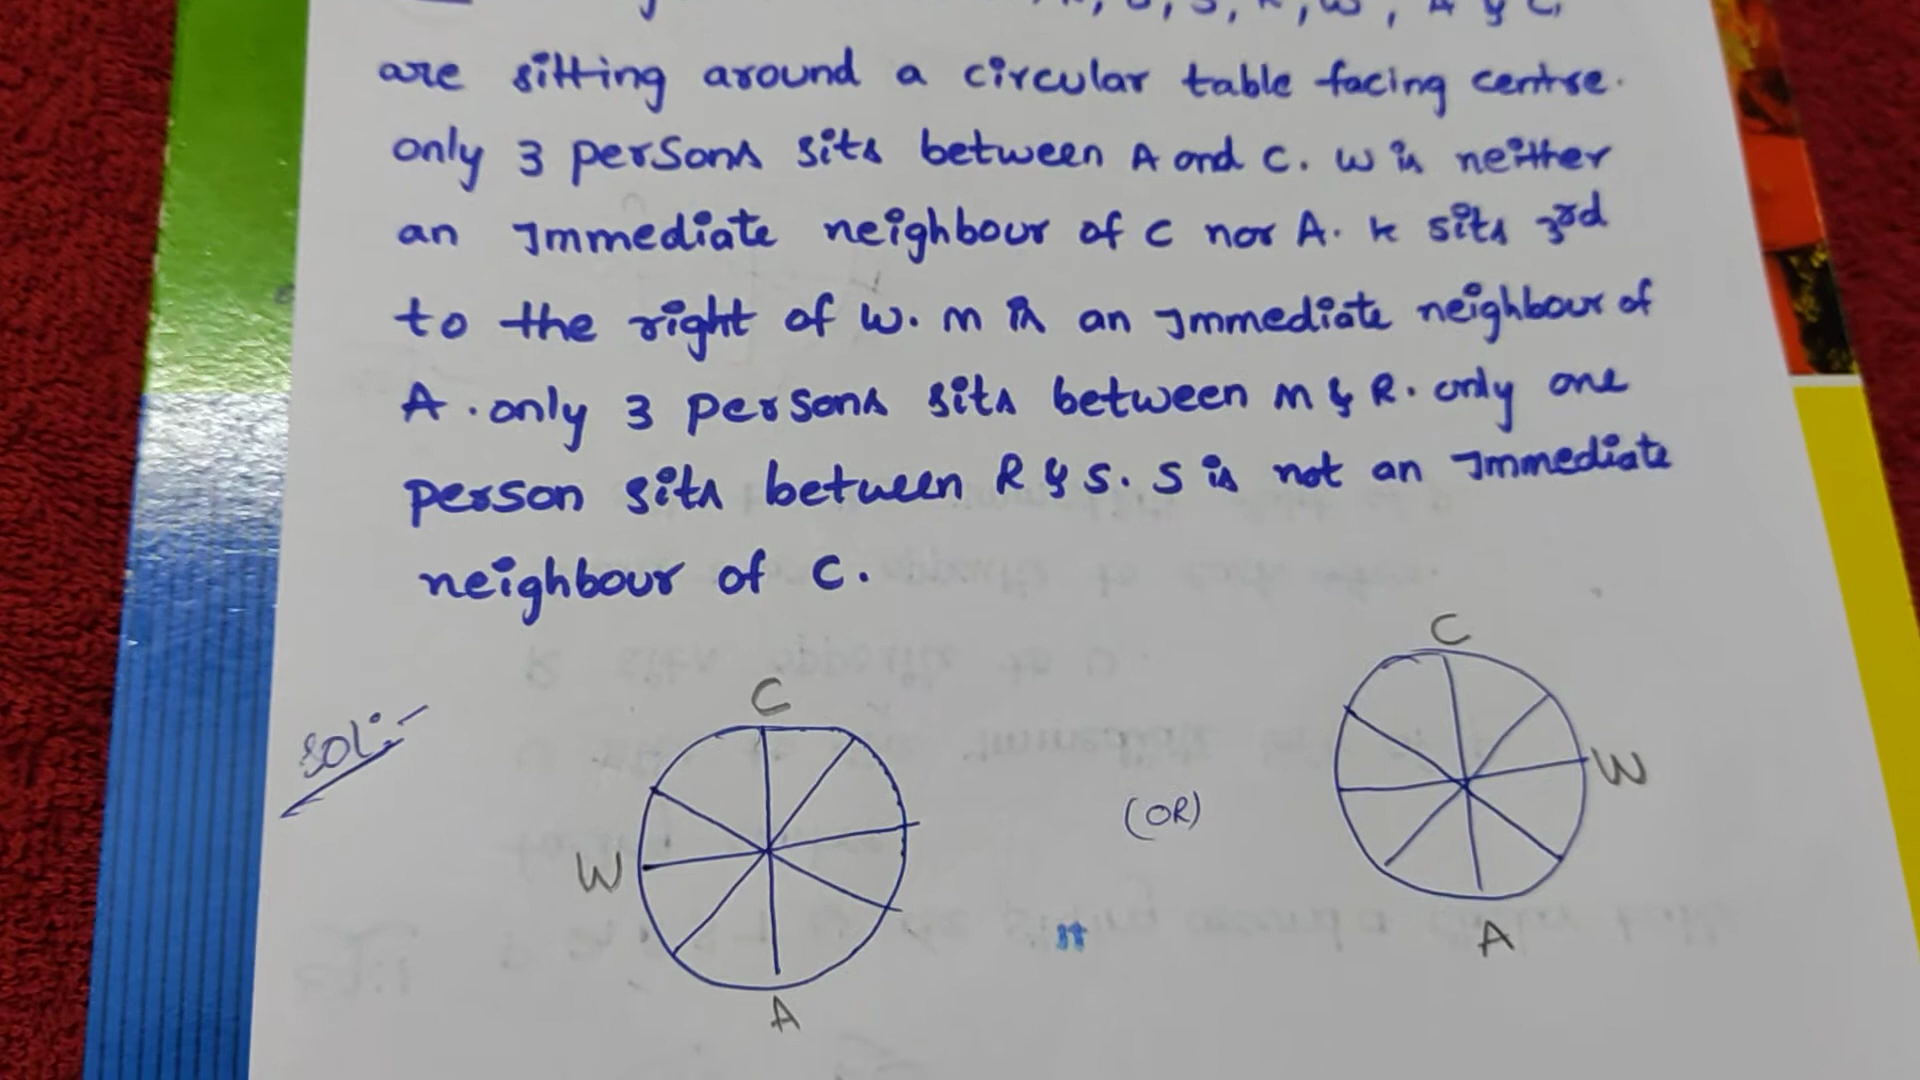 are sitting around a circular table facing centre.
only 3 persons sits between A and C. W is neither
an Immediate neighbour of C nor A. K sits 3rd
to the right of W. M is an Immediate neighbour of
A. only 3 persons sits between M & R. only one
person sits between R & S. S is not an Immediate
neighbour of C.
Sol:-
C
W
A
(OR)
C
W
A